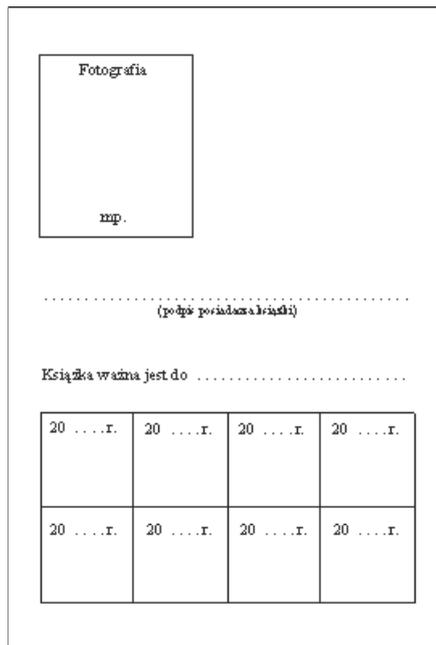 Fotografia
mp.
. . . . . . . . . . . . . . . . . . . . . . . . . . . . . . . . . . . . . . . . . . . . . .
(podpis posiadacza książki)
Książka ważna jest do . . . . . . . . . . . . . . . . . . . . . . . . . .
20 . . . . r. 20 . . . . r. 20 . . . . r. 20 . . . . r.
20 . . . . r. 20 . . . . r. 20 . . . . r. 20 . . . . r.